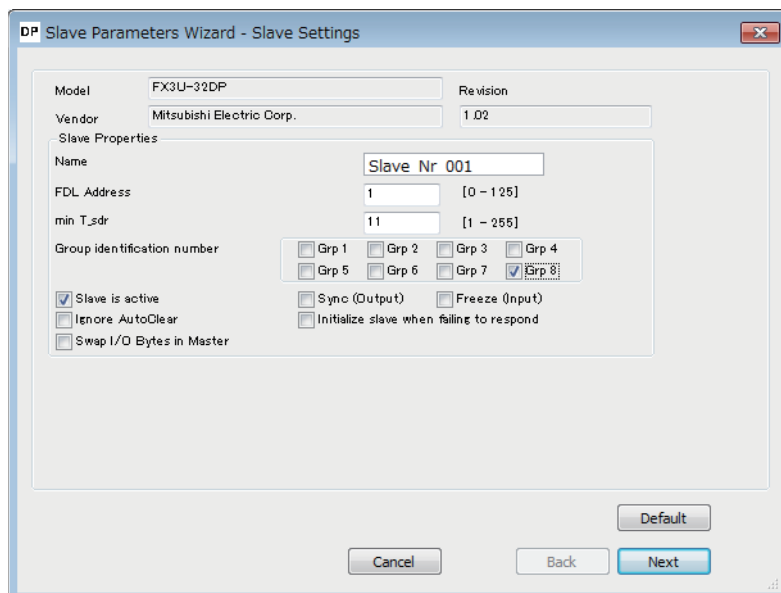 DP Slave Parameters Wizard - Slave Settings
Model FX3U-32DP Revision
Vendor Mitsubishi Electric Corp. 1.02
Slave Properties
Name Slave_Nr_001
FDL Address 1 [0 - 125]
min T_sdr 11 [1 - 255]
Group identification number Grp 1 Grp 2 Grp 3 Grp 4
Grp 5 Grp 6 Grp 7 Grp 8
Slave is active Sync (Output) Freeze (Input)
Ignore AutoClear Initialize slave when failing to respond
Swap I/O Bytes in Master
Default
Cancel Back Next